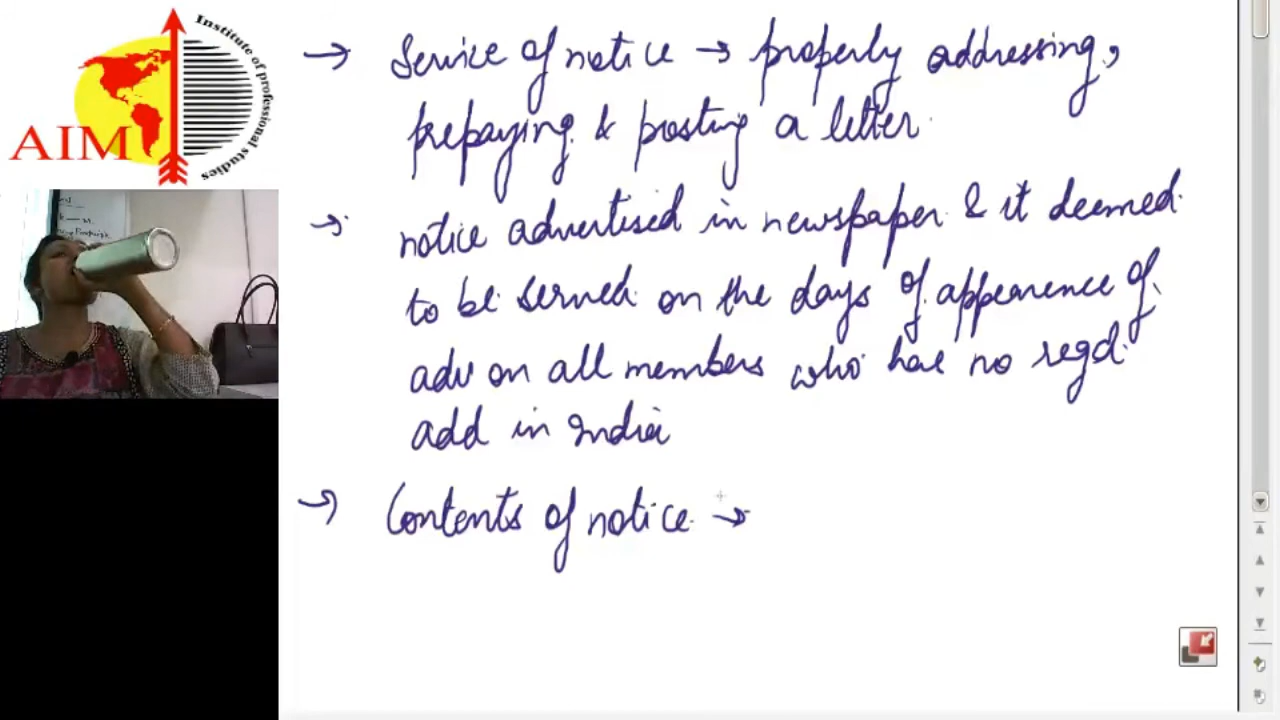 AIM
Institute of professional studies
→ Service of notice → properly addressing,
prepaying & posting a letter.
→ notice advertised in newspaper & it deemed
to be served on the days of appearence of
adv on all members who have no regd.
add in India
→ Contents of notice →